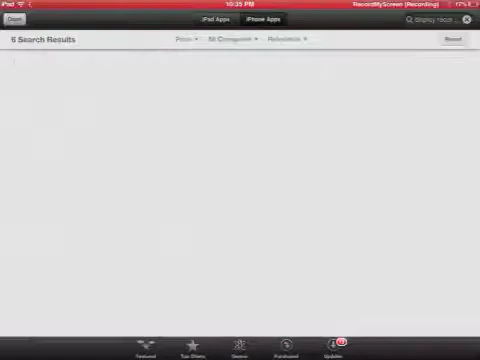 iPad
10:35 PM
RecordMyScreen (Recording)
17%
Done
iPad Apps
iPhone Apps
6 Search Results
Price
All Categories
Relevance
Reset
Featured
Top Charts
Genius
Purchased
Updates